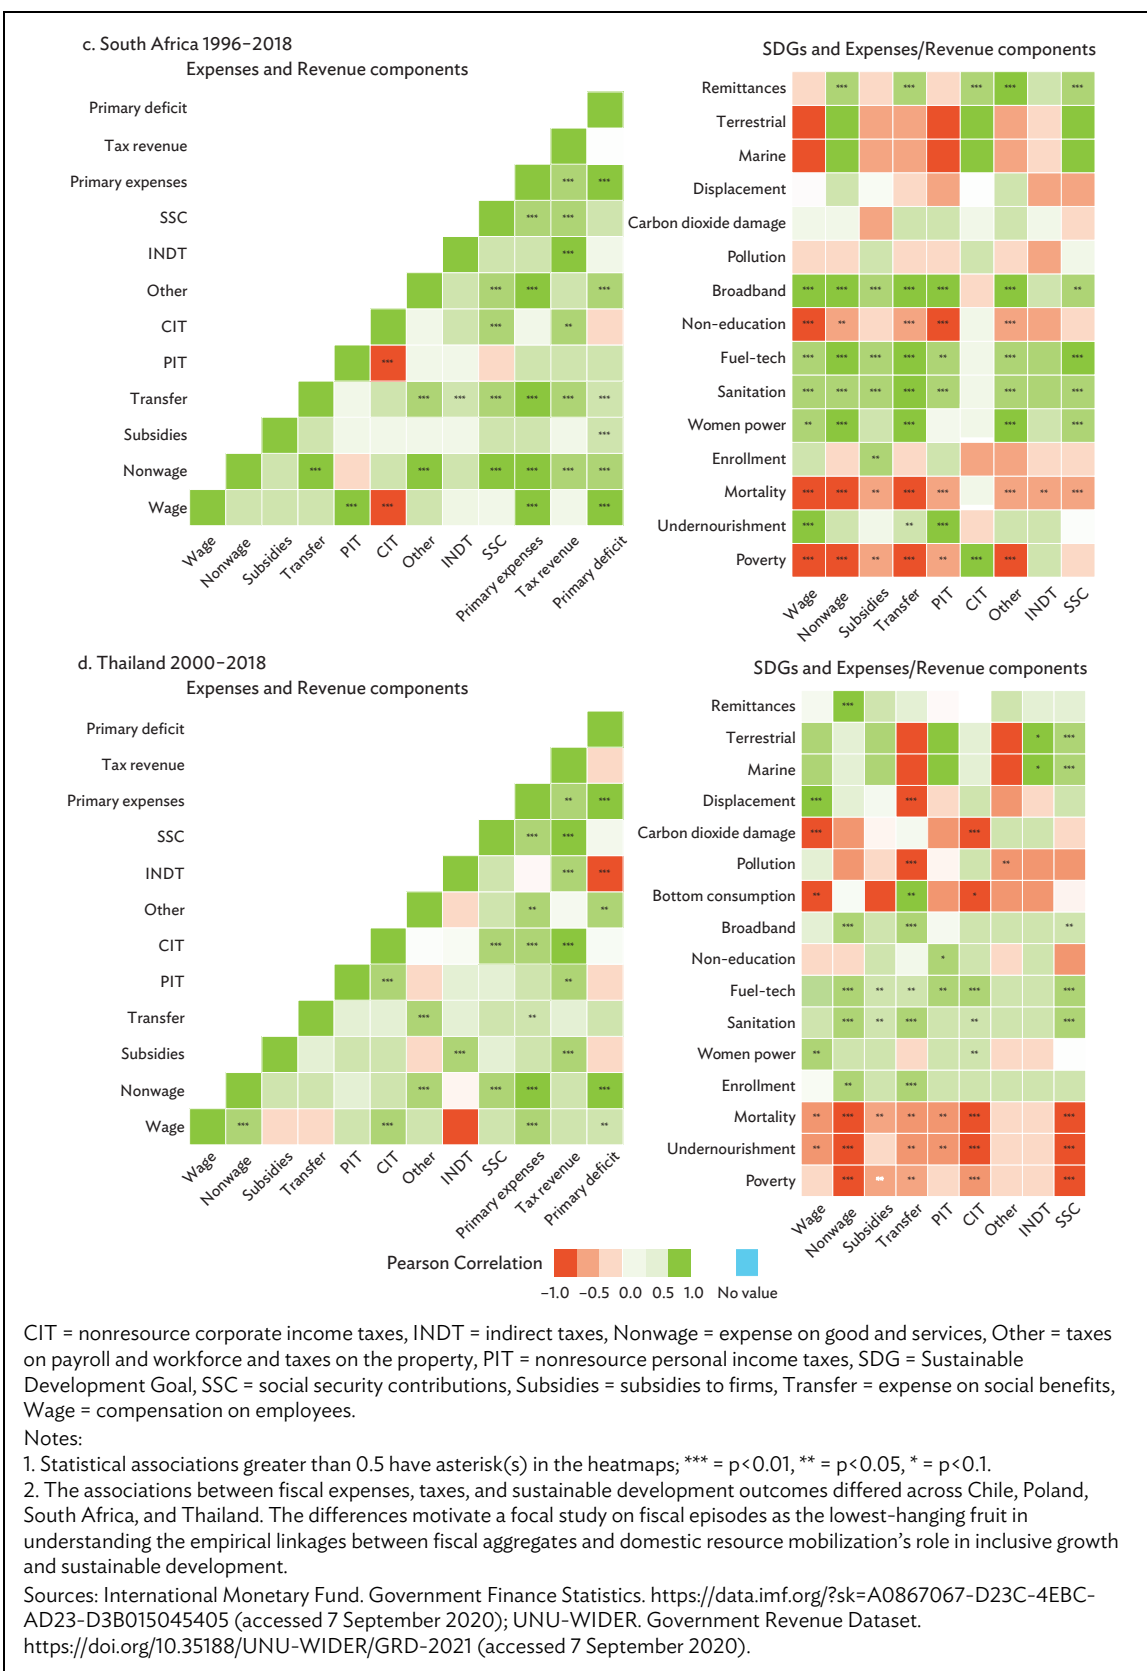 c. South Africa 1996–2018
Expenses and Revenue components
Primary deficit
Tax revenue
Primary expenses *** ***
SSC *** ***
INDT ***
Other *** *** ***
CIT *** **
PIT ***
Transfer *** *** *** *** *** ***
Subsidies ***
Nonwage *** *** *** *** *** ***
Wage *** *** *** ***
Wage Nonwage Subsidies Transfer PIT CIT Other INDT SSC Primary expenses Tax revenue Primary deficit
SDGs and Expenses/Revenue components
Remittances *** *** *** *** ***
Terrestrial
Marine
Displacement
Carbon dioxide damage
Pollution
Broadband *** *** *** *** *** *** **
Non-education *** ** *** *** ***
Fuel-tech *** *** *** *** ** *** ***
Sanitation *** *** *** *** *** *** ***
Women power ** *** *** *** ***
Enrollment **
Mortality *** *** ** *** *** *** ** ***
Undernourishment *** ** ***
Poverty *** *** ** *** ** *** ***
Wage Nonwage Subsidies Transfer PIT CIT Other INDT SSC
d. Thailand 2000–2018
Expenses and Revenue components
Primary deficit
Tax revenue
Primary expenses ** ***
SSC *** ***
INDT *** ***
Other ** **
CIT *** *** ***
PIT *** **
Transfer *** **
Subsidies *** ***
Nonwage *** *** *** ***
Wage *** *** *** **
Wage Nonwage Subsidies Transfer PIT CIT Other INDT SSC Primary expenses Tax revenue Primary deficit
SDGs and Expenses/Revenue components
Remittances ***
Terrestrial * ***
Marine * ***
Displacement *** ***
Carbon dioxide damage *** ***
Pollution *** **
Bottom consumption ** ** *
Broadband *** *** **
Non-education *
Fuel-tech *** ** ** ** *** ***
Sanitation *** ** *** ** ***
Women power ** **
Enrollment ** ***
Mortality ** *** ** ** ** *** ***
Undernourishment ** *** ** ** *** ***
Poverty *** ** *** ***
Wage Nonwage Subsidies Transfer PIT CIT Other INDT SSC
Pearson Correlation
−1.0 −0.5 0.0 0.5 1.0 No value
CIT = nonresource corporate income taxes, INDT = indirect taxes, Nonwage = expense on good and services, Other = taxes
on payroll and workforce and taxes on the property, PIT = nonresource personal income taxes, SDG = Sustainable
Development Goal, SSC = social security contributions, Subsidies = subsidies to firms, Transfer = expense on social benefits,
Wage = compensation on employees.
Notes:
1. Statistical associations greater than 0.5 have asterisk(s) in the heatmaps; *** = p<0.01, ** = p<0.05, * = p<0.1.
2. The associations between fiscal expenses, taxes, and sustainable development outcomes differed across Chile, Poland,
South Africa, and Thailand. The differences motivate a focal study on fiscal episodes as the lowest-hanging fruit in
understanding the empirical linkages between fiscal aggregates and domestic resource mobilization’s role in inclusive growth
and sustainable development.
Sources: International Monetary Fund. Government Finance Statistics. https://data.imf.org/?sk=A0867067-D23C-4EBC-
AD23-D3B015045405 (accessed 7 September 2020); UNU-WIDER. Government Revenue Dataset.
https://doi.org/10.35188/UNU-WIDER/GRD-2021 (accessed 7 September 2020).